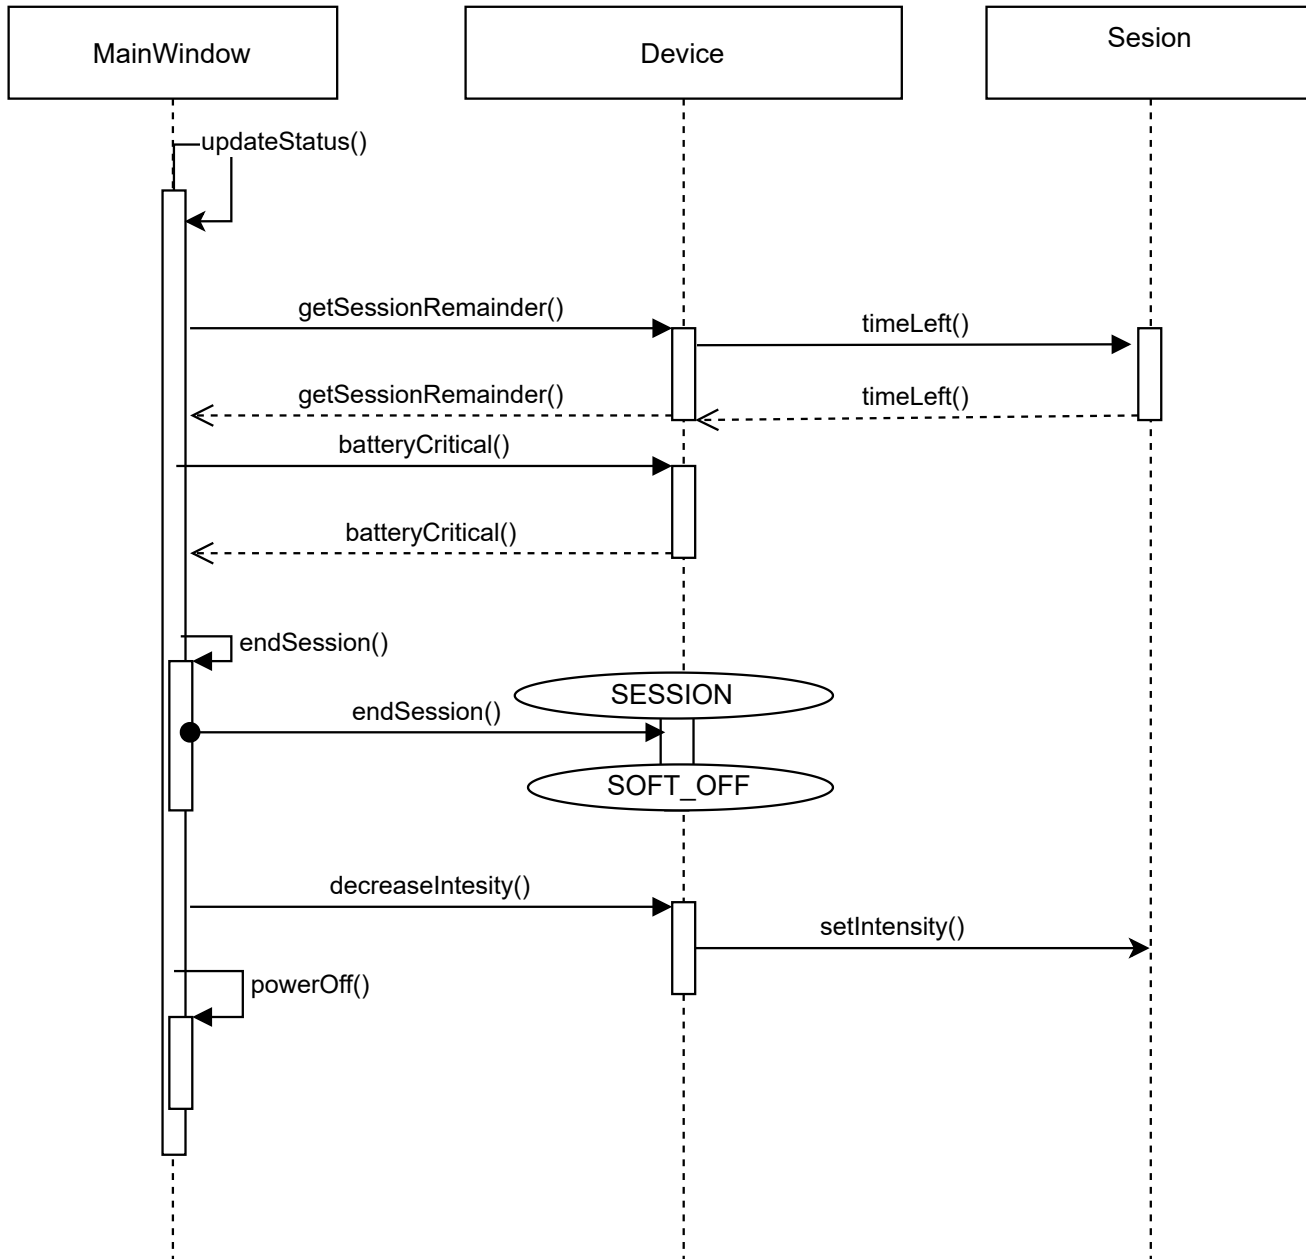 MainWindow
Device
Sesion
updateStatus()
getSessionRemainder()
timeLeft()
getSessionRemainder()
timeLeft()
batteryCritical()
batteryCritical()
endSession()
SESSION
endSession()
SOFT_OFF
decreaseIntesity()
setIntensity()
powerOff()